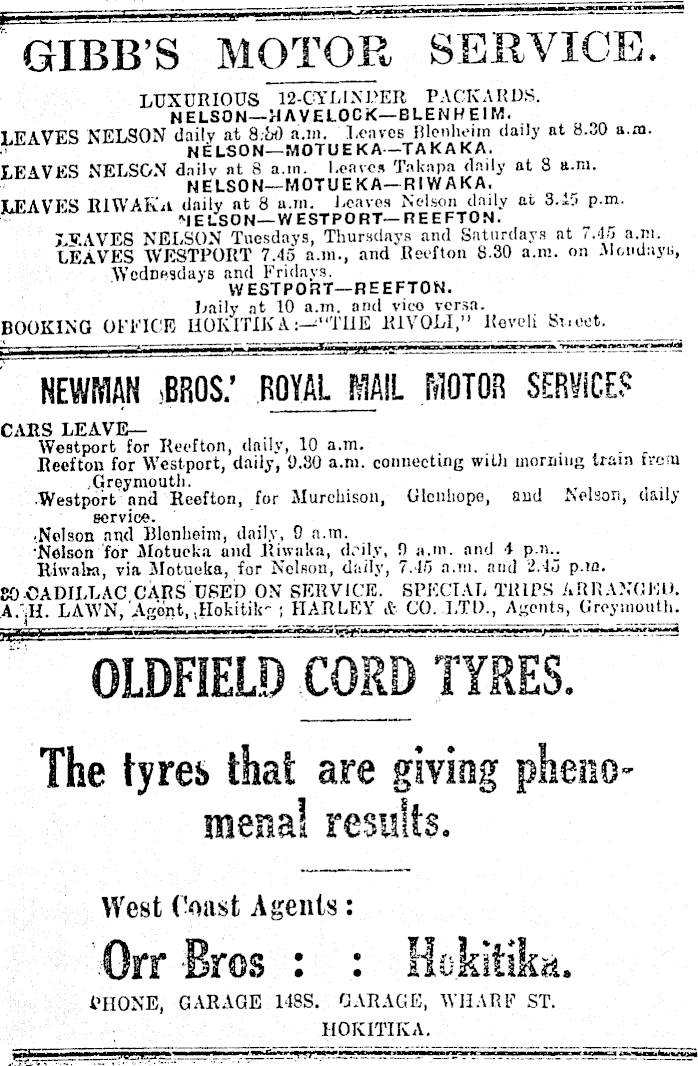 GIBB'S MOTOR SERVICE.
LUXURIOUS 12-CYLINDER PACKARDS.
NELSON—HAVELOCK—BLENHEIM.
LEAVES NELSON daily at a.m. Leaves Blenheim daily at 8.30 a.m.
NELSON—MOTUEKA—TAKAKA.
LEAVES NELSON daily at 8 a.m. Leaves Takapa daily at 8 a.m.
NELSON—MOTUEKA—RIWAKA.
LEAVES RIWAKA daily at 8 a.m. Leaves Nelson daily at 3.45 p.m.
NELSON—WESTPORT—REEFTON.
LEAVES NELSON Tuesdays, Thursdays and Saturdays at 7.45 a.m.
LEAVES WESTPORT 7.45 a.m., and Reefton 8.30 a.m. on Mondays,
Wednesdays and Fridays.
WESTPORT—REEFTON.
Daily at 10 a.m. and vice versa.
BOOKING OFFICE HOKITIKA:—"THE RIVOLI," Revell Street.
NEWMAN BROS.' ROYAL MAIL MOTOR SERVICES
CARS LEAVE—
Westport for Reefton, daily, 10 a.m.
Reefton for Westport, daily, 9.30 a.m. connecting with morning train from
Greymouth.
Westport and Reefton, for Murchison, Glenhope, and Nelson, daily
service.
Nelson and Blenheim, daily, 9 a.m.
Nelson for Motueka and Riwaka, daily, 9 a.m. and 4 p.n..
Riwaka, via Motueka, for Nelson, daily, 7.45 a.m. and 2.45 p.m.
80 CADILLAC CARS USED ON SERVICE. SPECIAL TRIPS ARRANGED.
A. H. LAWN, Agent, Hokitika ; HARLEY & CO. LTD., Agents, Greymouth.
OLDFIELD CORD TYRES.
The tyres that are giving pheno-
menal results.
West Coast Agents :
Orr Bros : : Hokitika.
PHONE, GARAGE 148S. GARAGE, WHARF ST.
HOKITIKA.